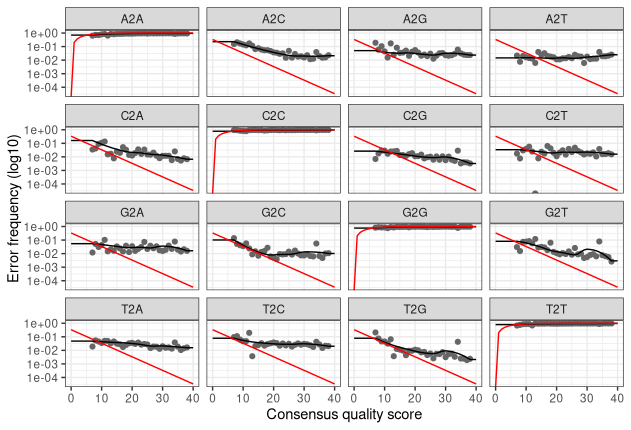 A2A A2C A2G A2T
1e+00
1e-01
1e-02
1e-03
1e-04
C2A C2C C2G C2T
1e+00
1e-01
1e-02
1e-03
1e-04
G2A G2C G2G G2T
1e+00
1e-01
1e-02
1e-03
1e-04
T2A T2C T2G T2T
1e+00
1e-01
1e-02
1e-03
1e-04
0 10 20 30 40 0 10 20 30 40 0 10 20 30 40 0 10 20 30 40
Consensus quality score
Error frequency (log10)